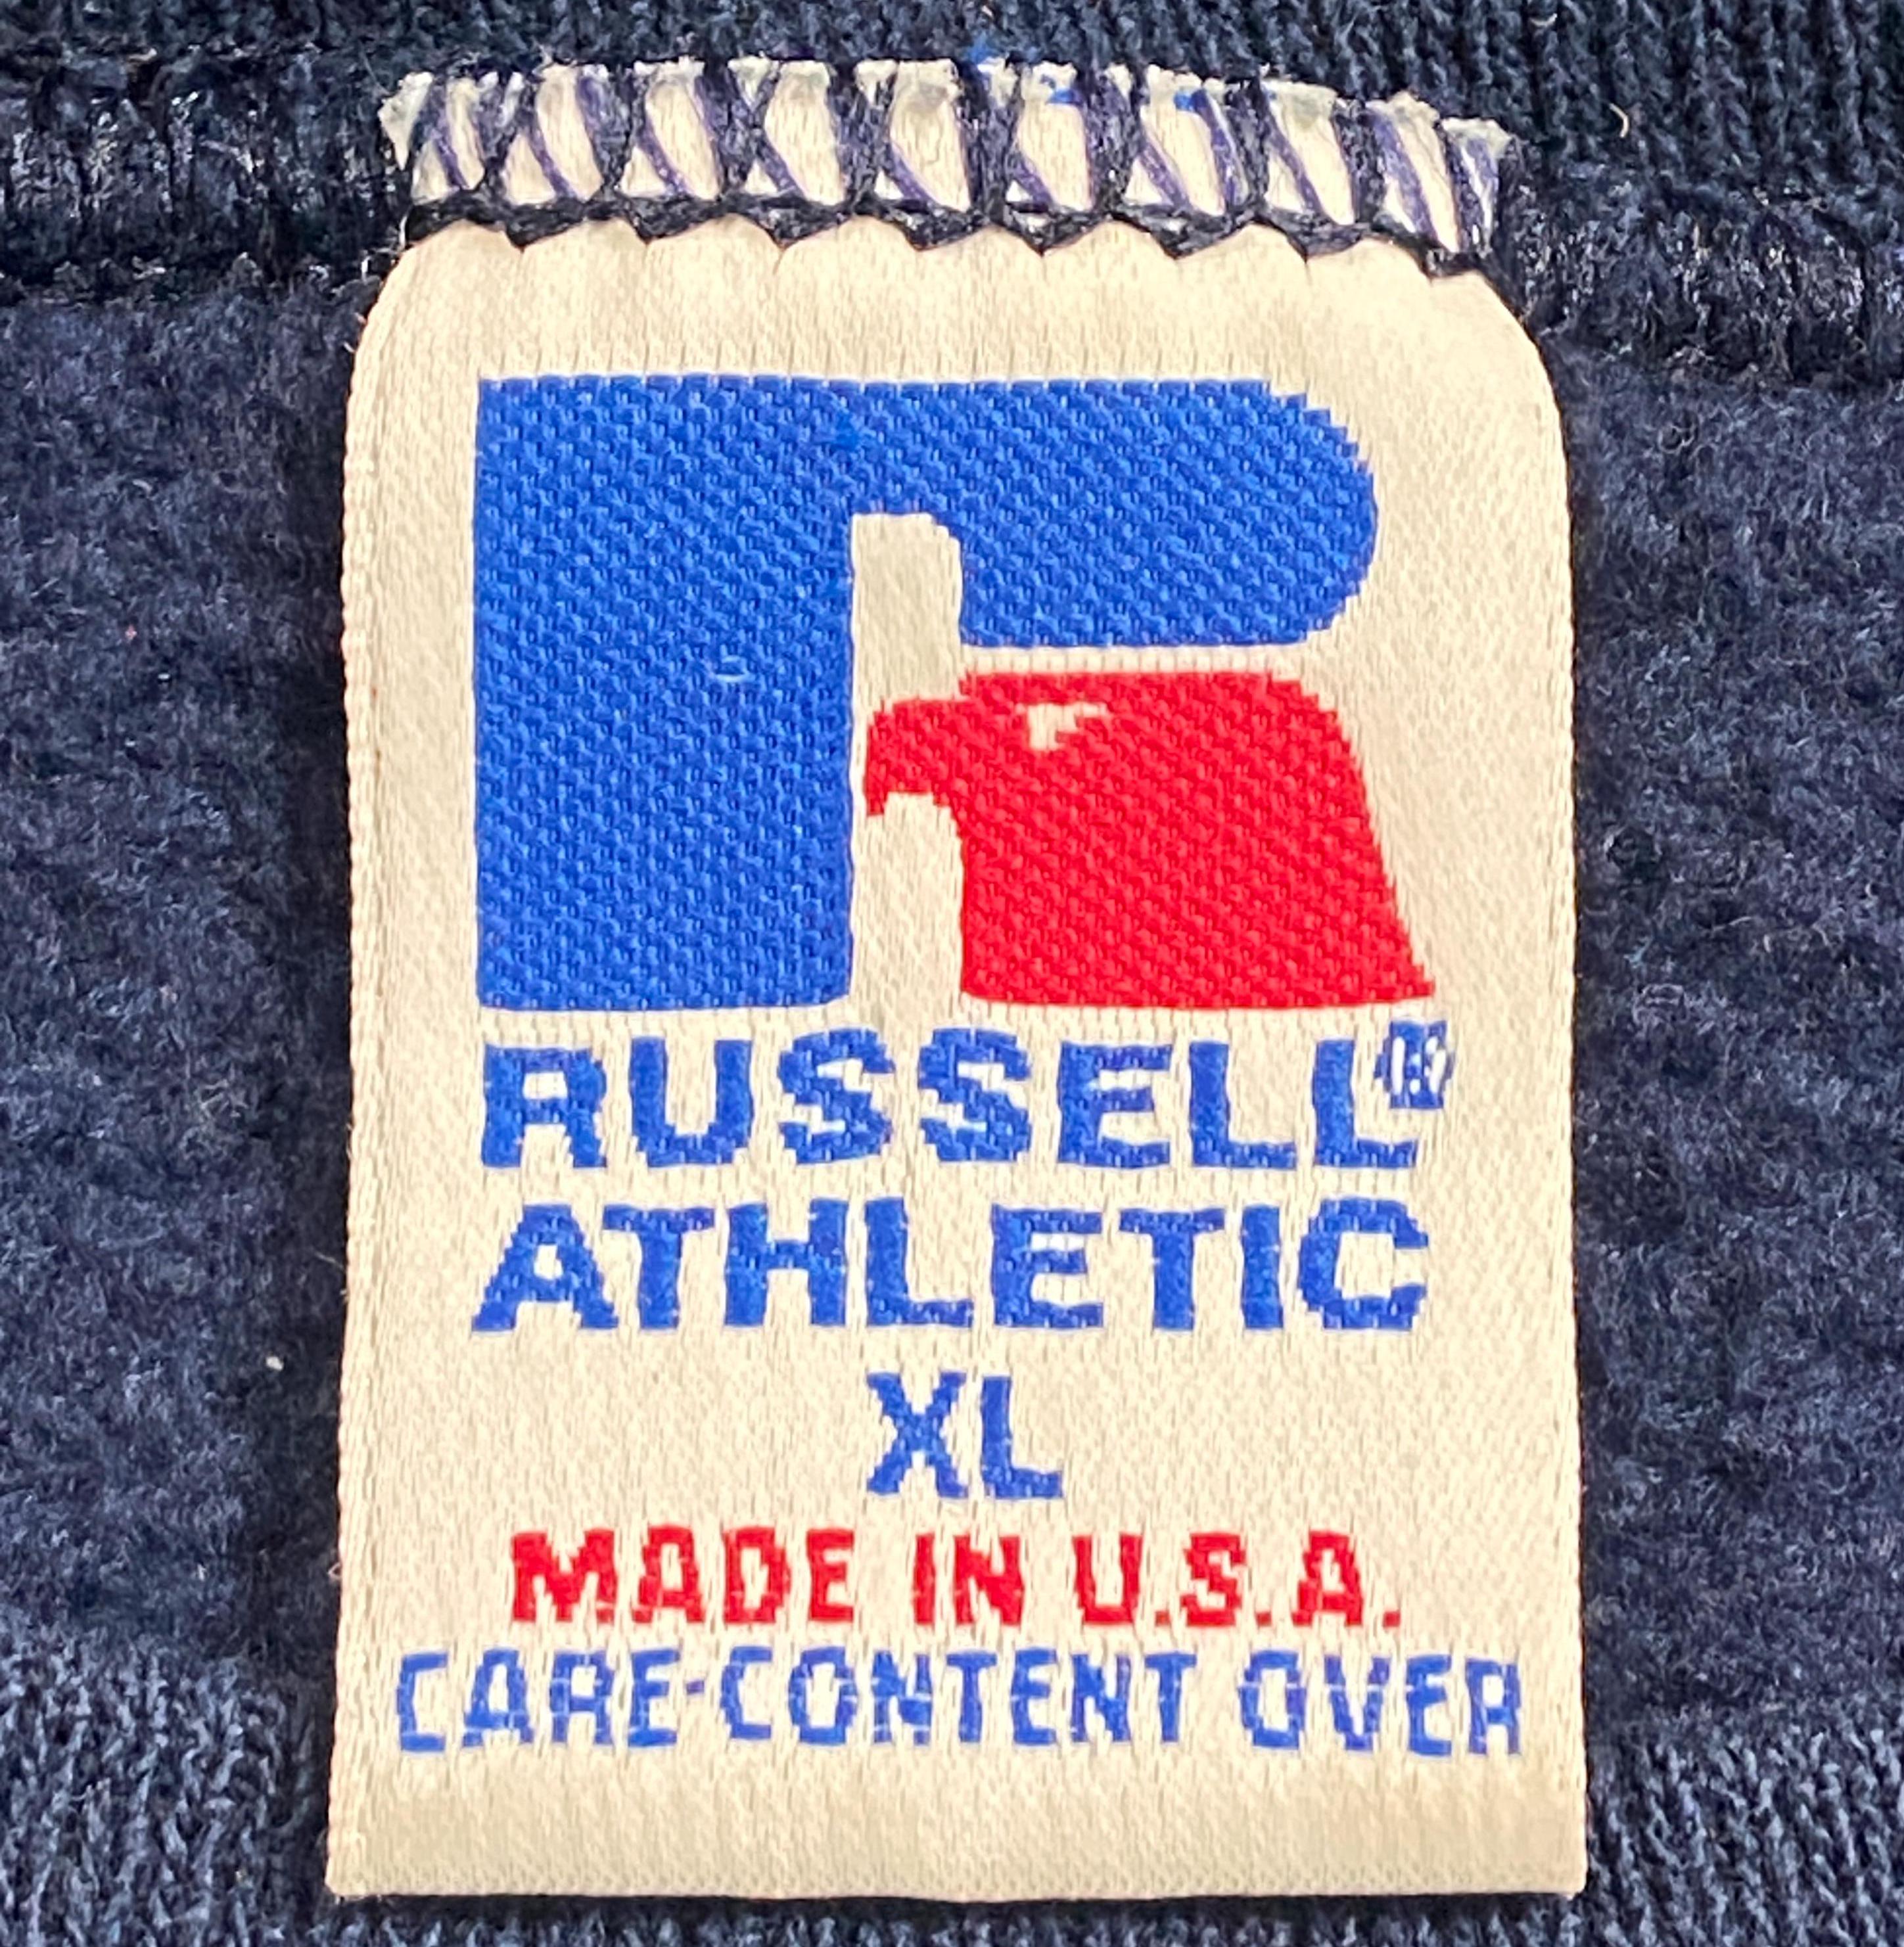 RUSSELL®
ATHLETIC
XL
MADE IN U.S.A.
CARE·CONTENT OVER